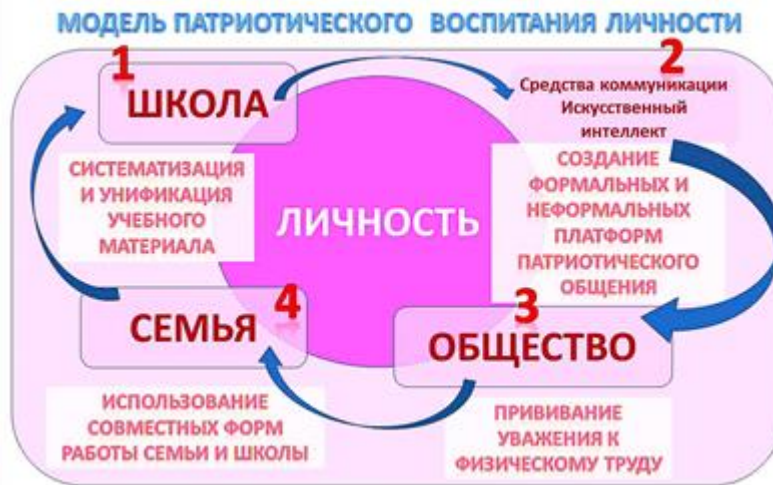 МОДЕЛЬ ПАТРИОТИЧЕСКОГО ВОСПИТАНИЯ ЛИЧНОСТИ
1
ШКОЛА
СИСТЕМАТИЗАЦИЯ
И УНИФИКАЦИЯ
УЧЕБНОГО
МАТЕРИАЛА
2
Средства коммуникации
Искусственный
интеллект
СОЗДАНИЕ
ФОРМАЛЬНЫХ И
НЕФОРМАЛЬНЫХ
ПЛАТФОРМ
ПАТРИОТИЧЕСКОГО
ОБЩЕНИЯ
ЛИЧНОСТЬ
3
ОБЩЕСТВО
ПРИВИВАНИЕ
УВАЖЕНИЯ К
ФИЗИЧЕСКОМУ ТРУДУ
4
СЕМЬЯ
ИСПОЛЬЗОВАНИЕ
СОВМЕСТНЫХ ФОРМ
РАБОТЫ СЕМЬИ И ШКОЛЫ